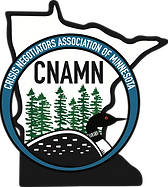 CRISIS NEGOTIATORS ASSOCIATION OF MINNESOTA
CNAMN